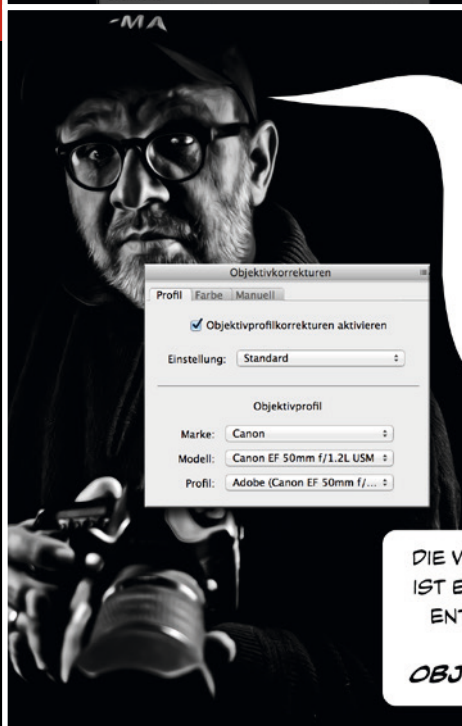 -MA
Objektivkorrekturen
Profil Farbe Manuell
Objektivprofilkorrekturen aktivieren
Einstellung: Standard
Objektivprofil
Marke: Canon
Modell: Canon EF 50mm f/1.2L USM
Profil: Adobe (Canon EF 50mm f/...
DIE
IST
OBJ